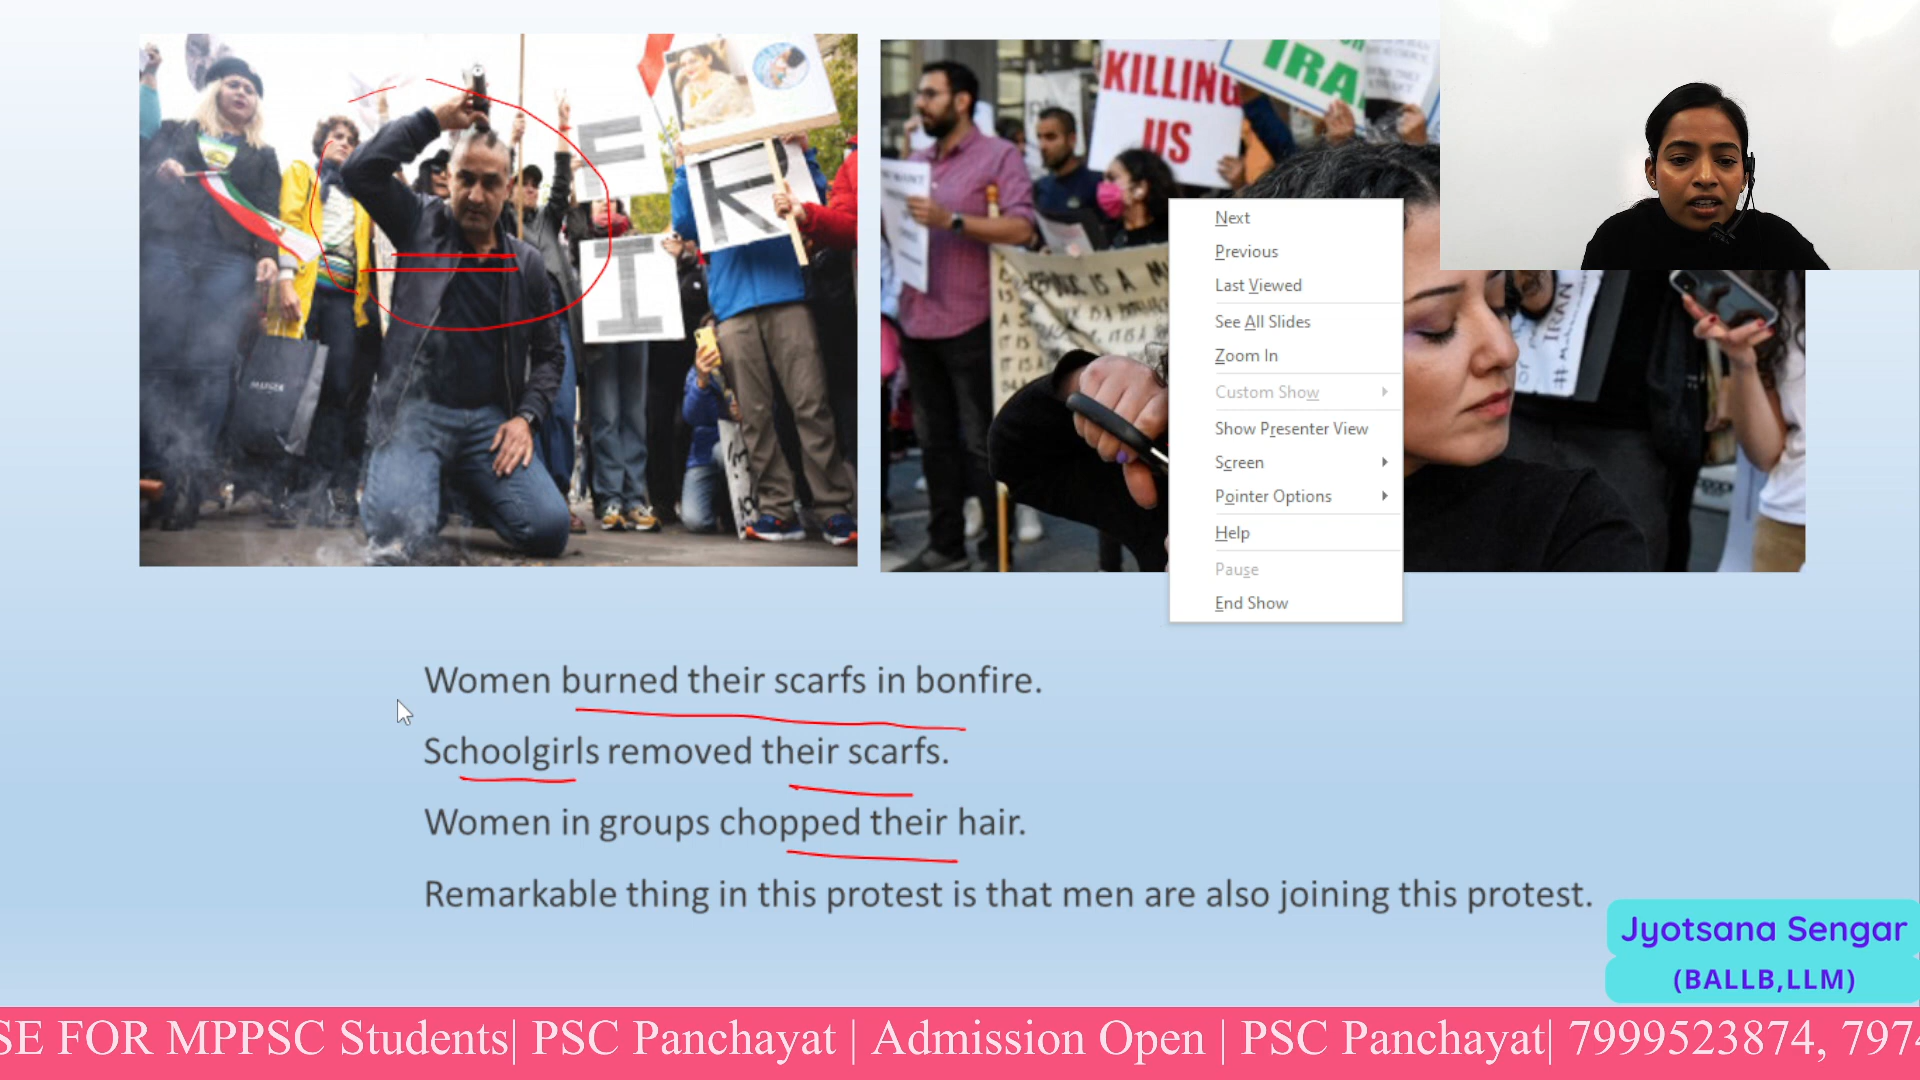 KILLING
US
IRA
E
R
I
IRAN
Next
Previous
Last Viewed
See All Slides
Zoom In
Custom Show
Show Presenter View
Screen
Pointer Options
Help
Pause
End Show
Women burned their scarfs in bonfire.
Schoolgirls removed their scarfs.
Women in groups chopped their hair.
Remarkable thing in this protest is that men are also joining this protest.
Jyotsana Sengar
(BALLB,LLM)
SE FOR MPPSC Students| PSC Panchayat | Admission Open | PSC Panchayat| 7999523874, 797